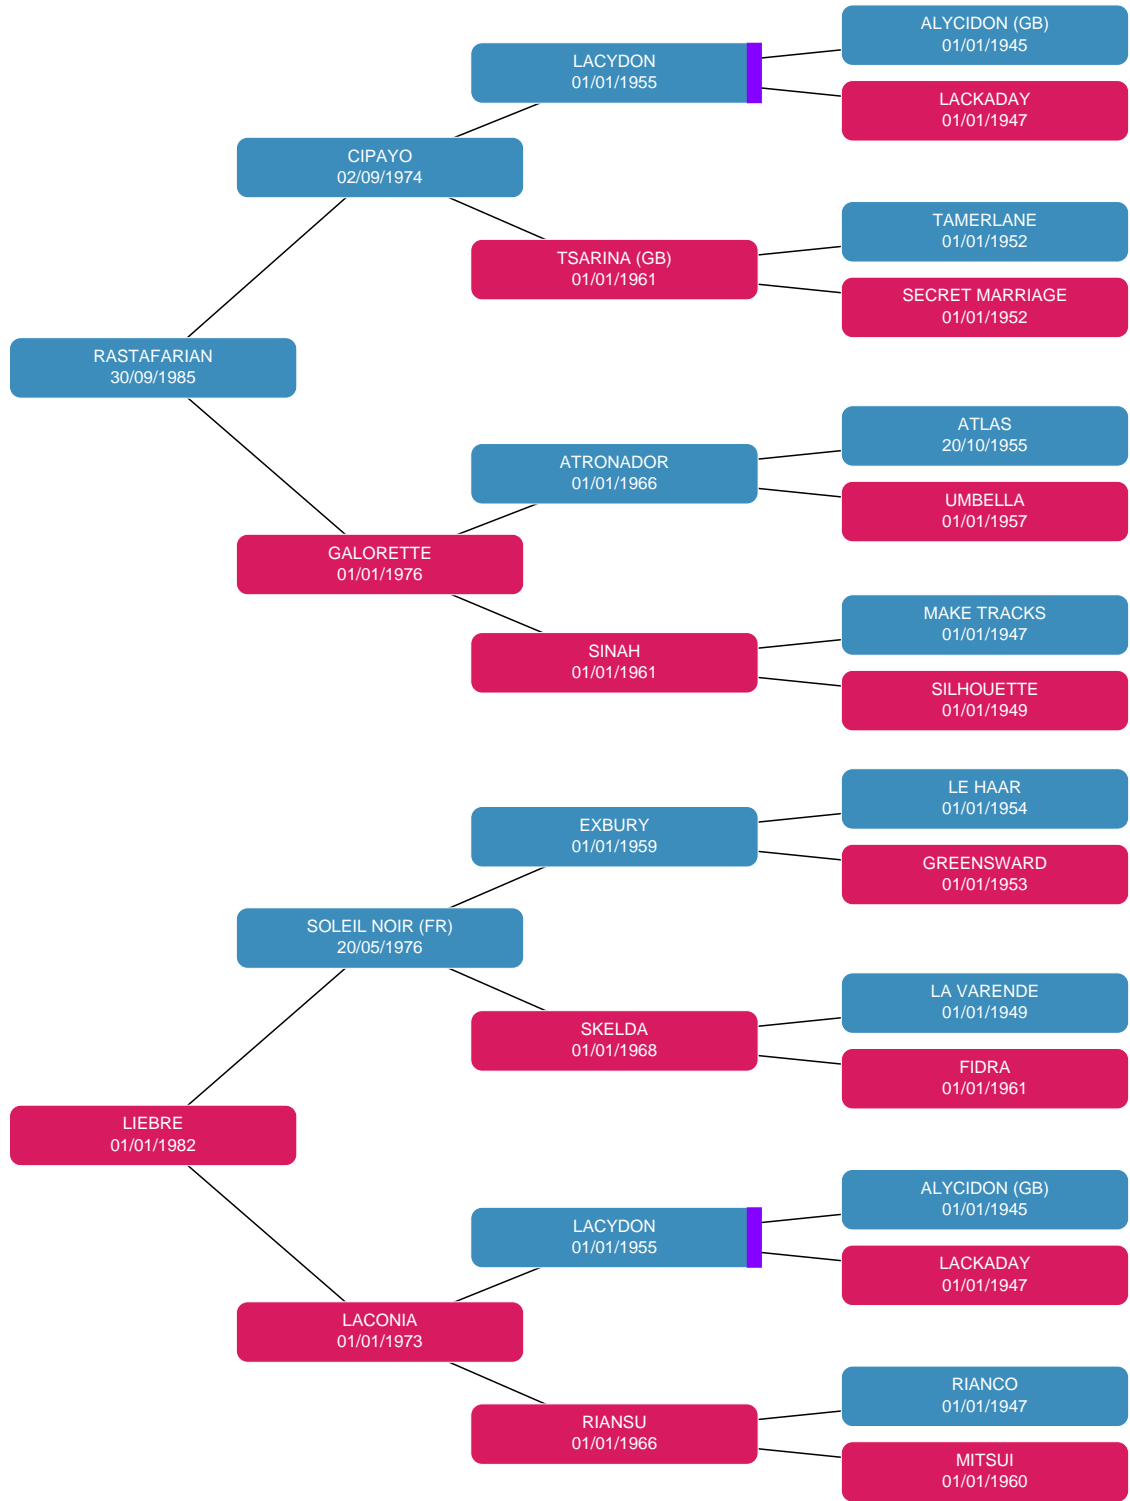 ALYCIDON (GB)
01/01/1945
LACYDON
01/01/1955
LACKADAY
01/01/1947
CIPAYO
02/09/1974
TAMERLANE
01/01/1952
TSARINA (GB)
01/01/1961
SECRET MARRIAGE
01/01/1952
RASTAFARIAN
30/09/1985
ATLAS
20/10/1955
ATRONADOR
01/01/1966
UMBELLA
01/01/1957
GALORETTE
01/01/1976
MAKE TRACKS
01/01/1947
SINAH
01/01/1961
SILHOUETTE
01/01/1949
LE HAAR
01/01/1954
EXBURY
01/01/1959
GREENSWARD
01/01/1953
SOLEIL NOIR (FR)
20/05/1976
LA VARENDE
01/01/1949
SKELDA
01/01/1968
FIDRA
01/01/1961
LIEBRE
01/01/1982
ALYCIDON (GB)
01/01/1945
LACYDON
01/01/1955
LACKADAY
01/01/1947
LACONIA
01/01/1973
RIANCO
01/01/1947
RIANSU
01/01/1966
MITSUI
01/01/1960